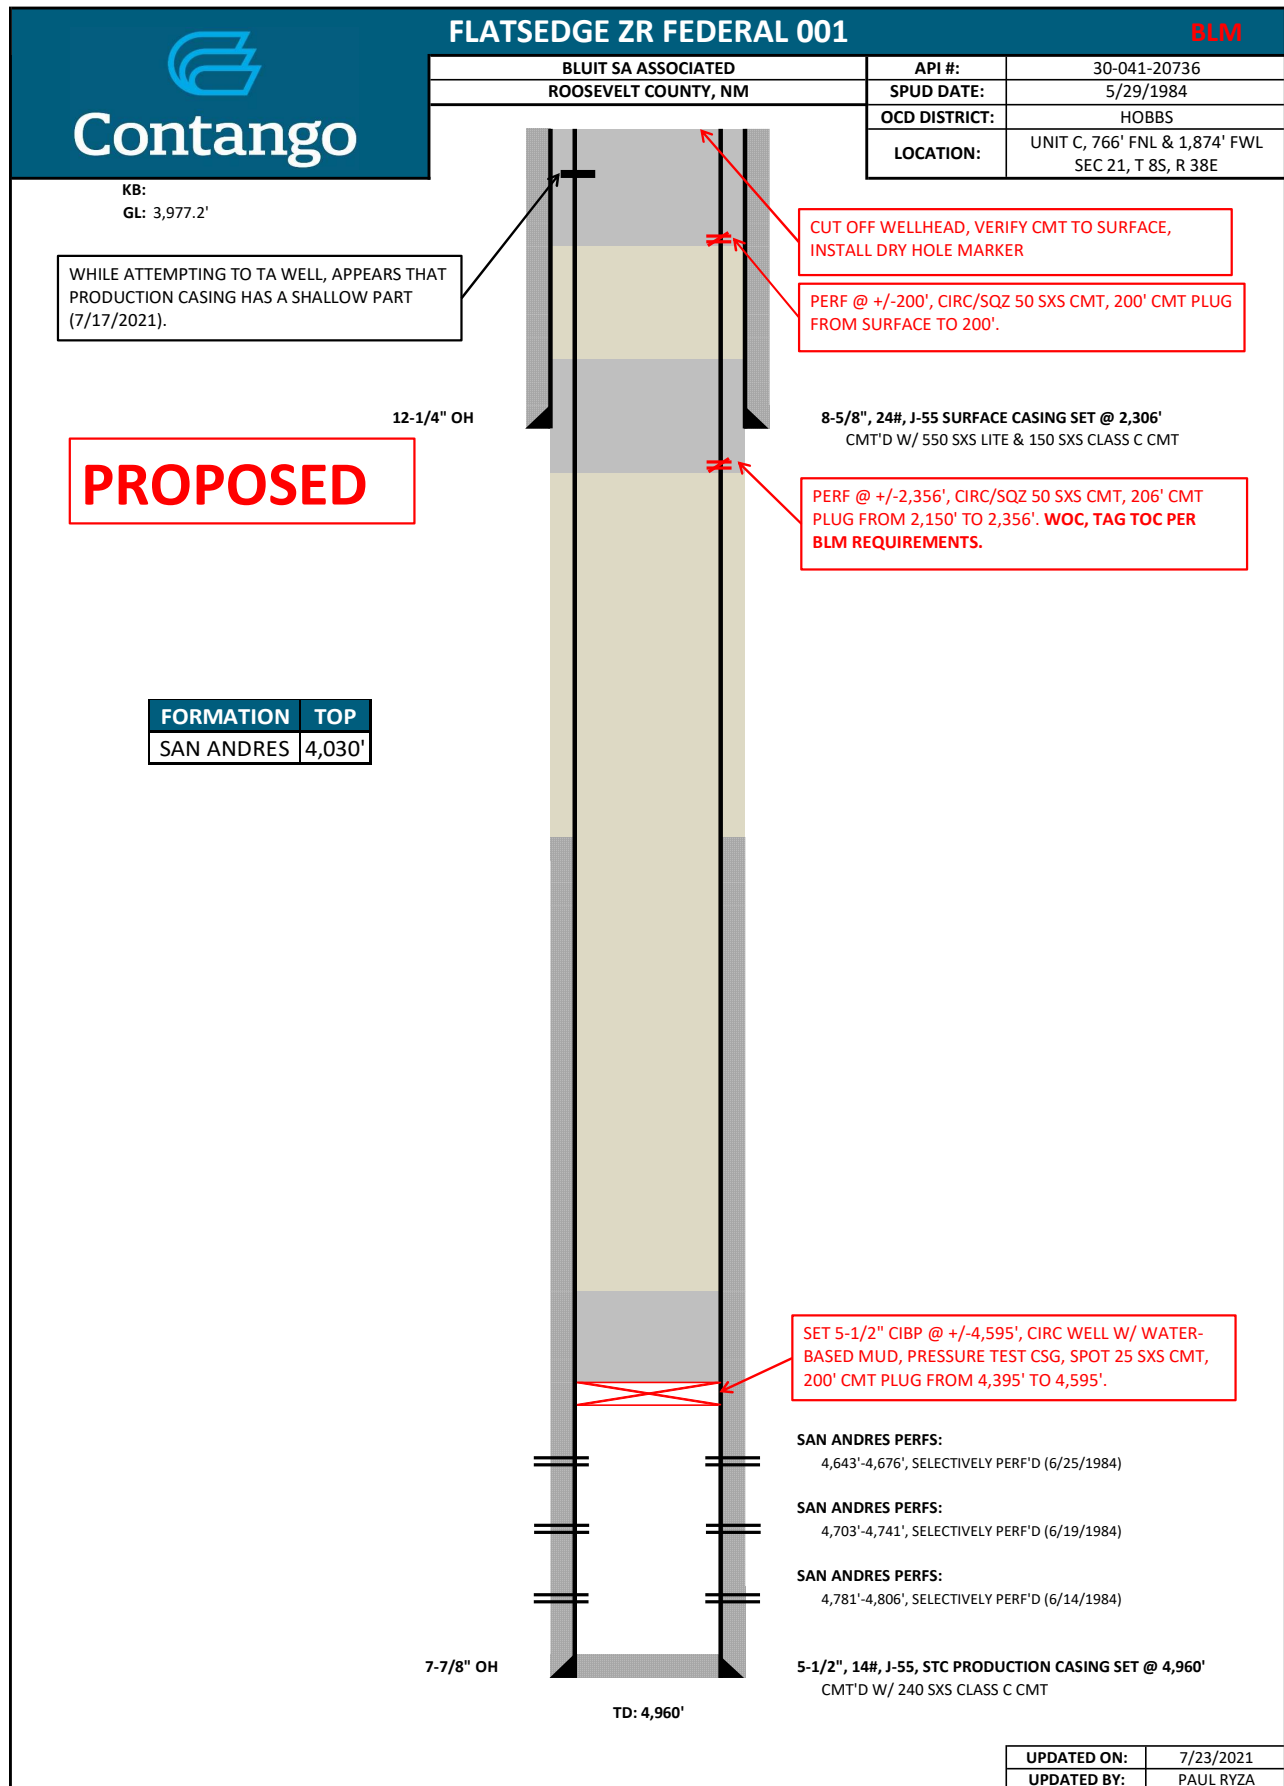 FLATSEDGE ZR FEDERAL 001
BLM
Contango
BLUIT SA ASSOCIATED
ROOSEVELT COUNTY, NM
API #: 30-041-20736
SPUD DATE: 5/29/1984
OCD DISTRICT: HOBBS
LOCATION: UNIT C, 766' FNL & 1,874' FWL
SEC 21, T 8S, R 38E
KB:
GL: 3,977.2'
CUT OFF WELLHEAD, VERIFY CMT TO SURFACE,
INSTALL DRY HOLE MARKER
WHILE ATTEMPTING TO TA WELL, APPEARS THAT
PRODUCTION CASING HAS A SHALLOW PART
(7/17/2021).
PERF @ +/-200', CIRC/SQZ 50 SXS CMT, 200' CMT PLUG
FROM SURFACE TO 200'.
12-1/4" OH
8-5/8", 24#, J-55 SURFACE CASING SET @ 2,306'
CMT'D W/ 550 SXS LITE & 150 SXS CLASS C CMT
PROPOSED
PERF @ +/-2,356', CIRC/SQZ 50 SXS CMT, 206' CMT
PLUG FROM 2,150' TO 2,356'. WOC, TAG TOC PER
BLM REQUIREMENTS.
FORMATION TOP
SAN ANDRES 4,030'
SET 5-1/2" CIBP @ +/-4,595', CIRC WELL W/ WATER-
BASED MUD, PRESSURE TEST CSG, SPOT 25 SXS CMT,
200' CMT PLUG FROM 4,395' TO 4,595'.
SAN ANDRES PERFS:
4,643'-4,676', SELECTIVELY PERF'D (6/25/1984)
SAN ANDRES PERFS:
4,703'-4,741', SELECTIVELY PERF'D (6/19/1984)
SAN ANDRES PERFS:
4,781'-4,806', SELECTIVELY PERF'D (6/14/1984)
7-7/8" OH
5-1/2", 14#, J-55, STC PRODUCTION CASING SET @ 4,960'
CMT'D W/ 240 SXS CLASS C CMT
TD: 4,960'
UPDATED ON: 7/23/2021
UPDATED BY: PAUL RYZA